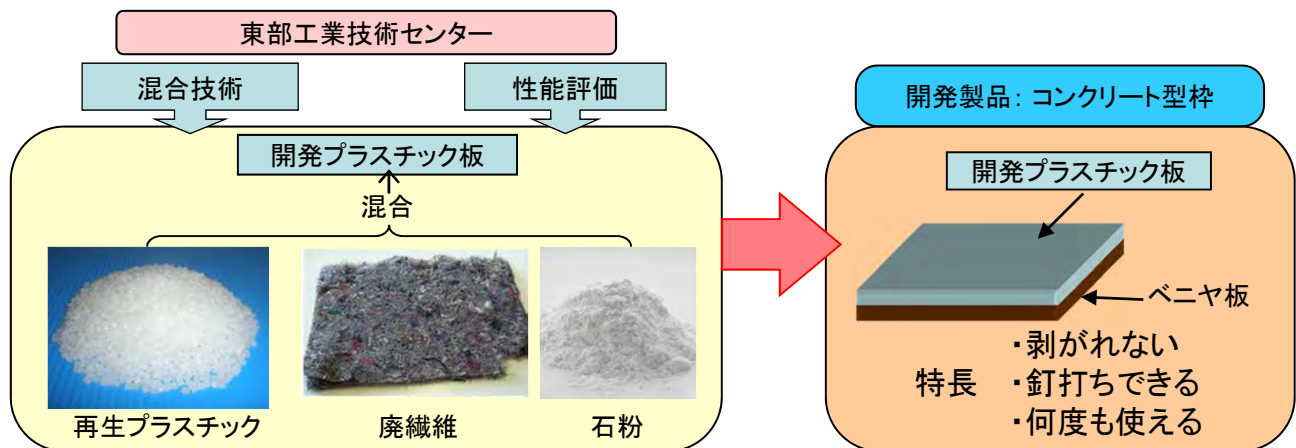 東部工業技術センター
混合技術
性能評価
開発プラスチック板
混合
再生プラスチック
廃繊維
石粉
開発製品：コンクリート型枠
開発プラスチック板
ベニヤ板
特長
・剥がれない
・釘打ちできる
・何度も使える